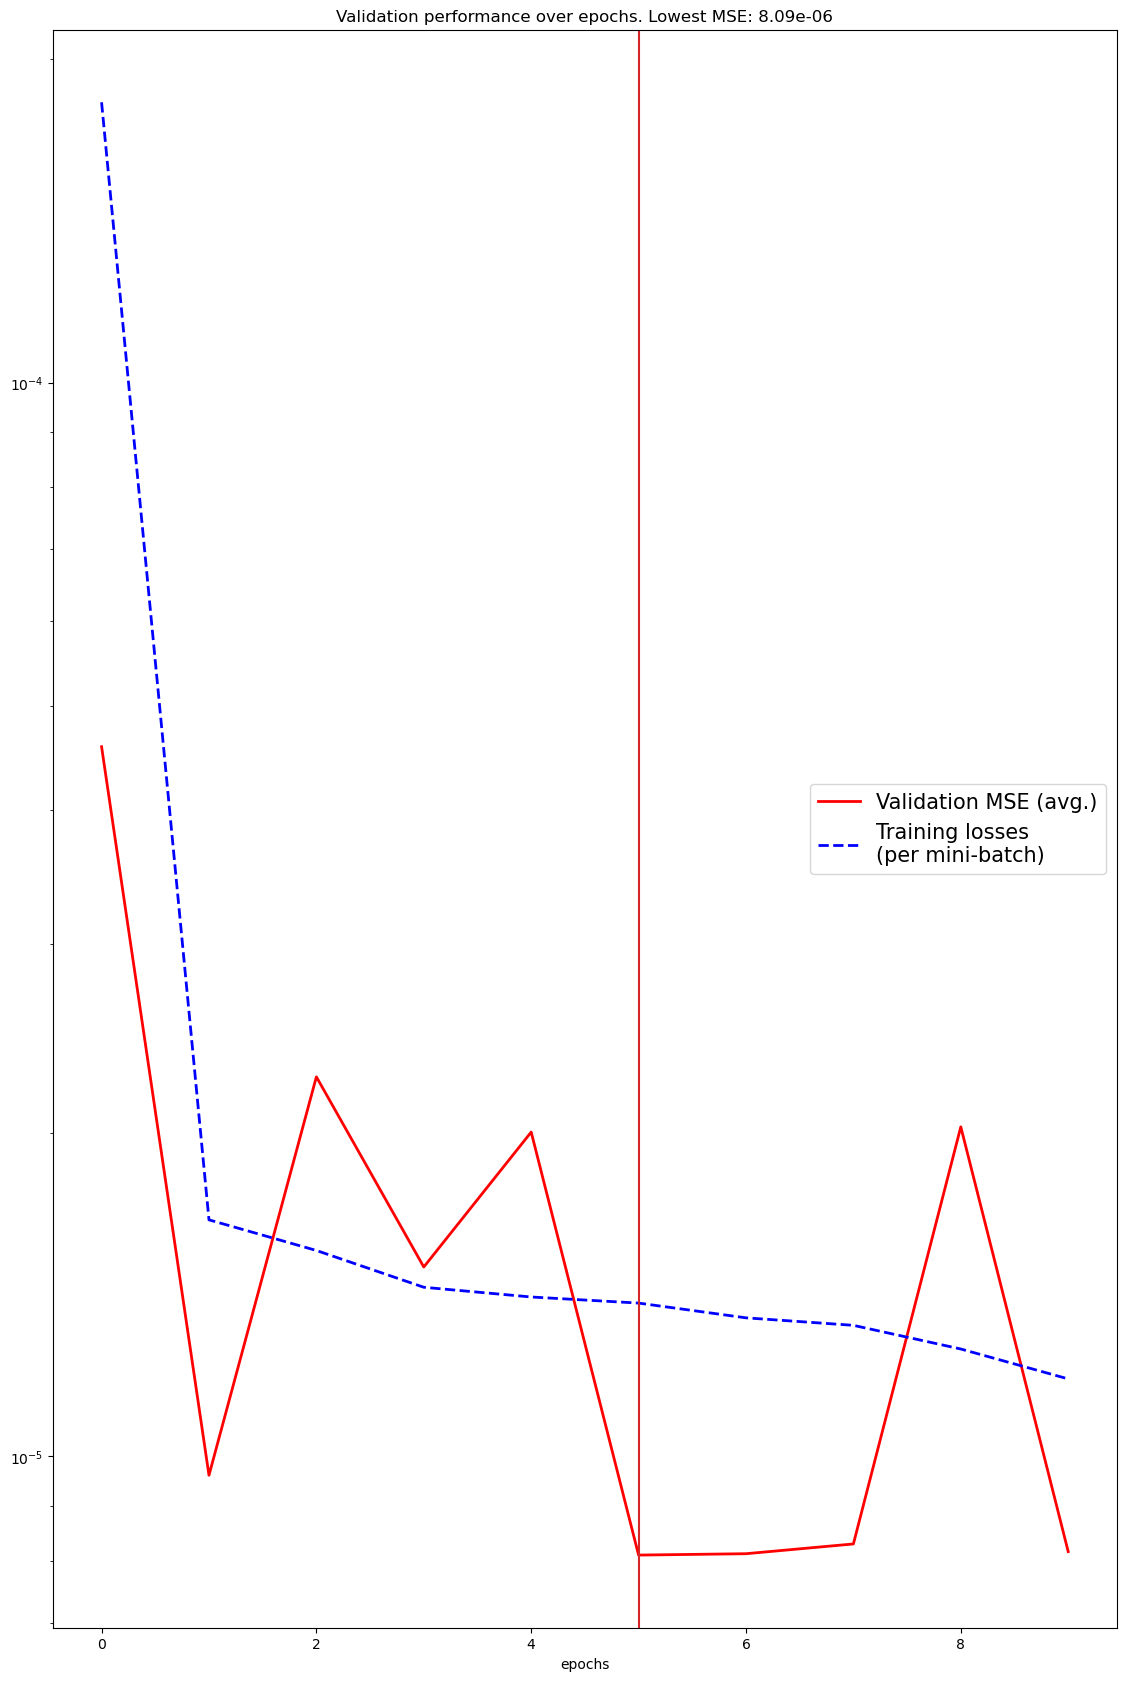 Validation performance over epochs. Lowest MSE: 8.09e-06
10⁻⁴
10⁻⁵
Validation MSE (avg.)
Training losses
(per mini-batch)
0 2 4 6 8
epochs